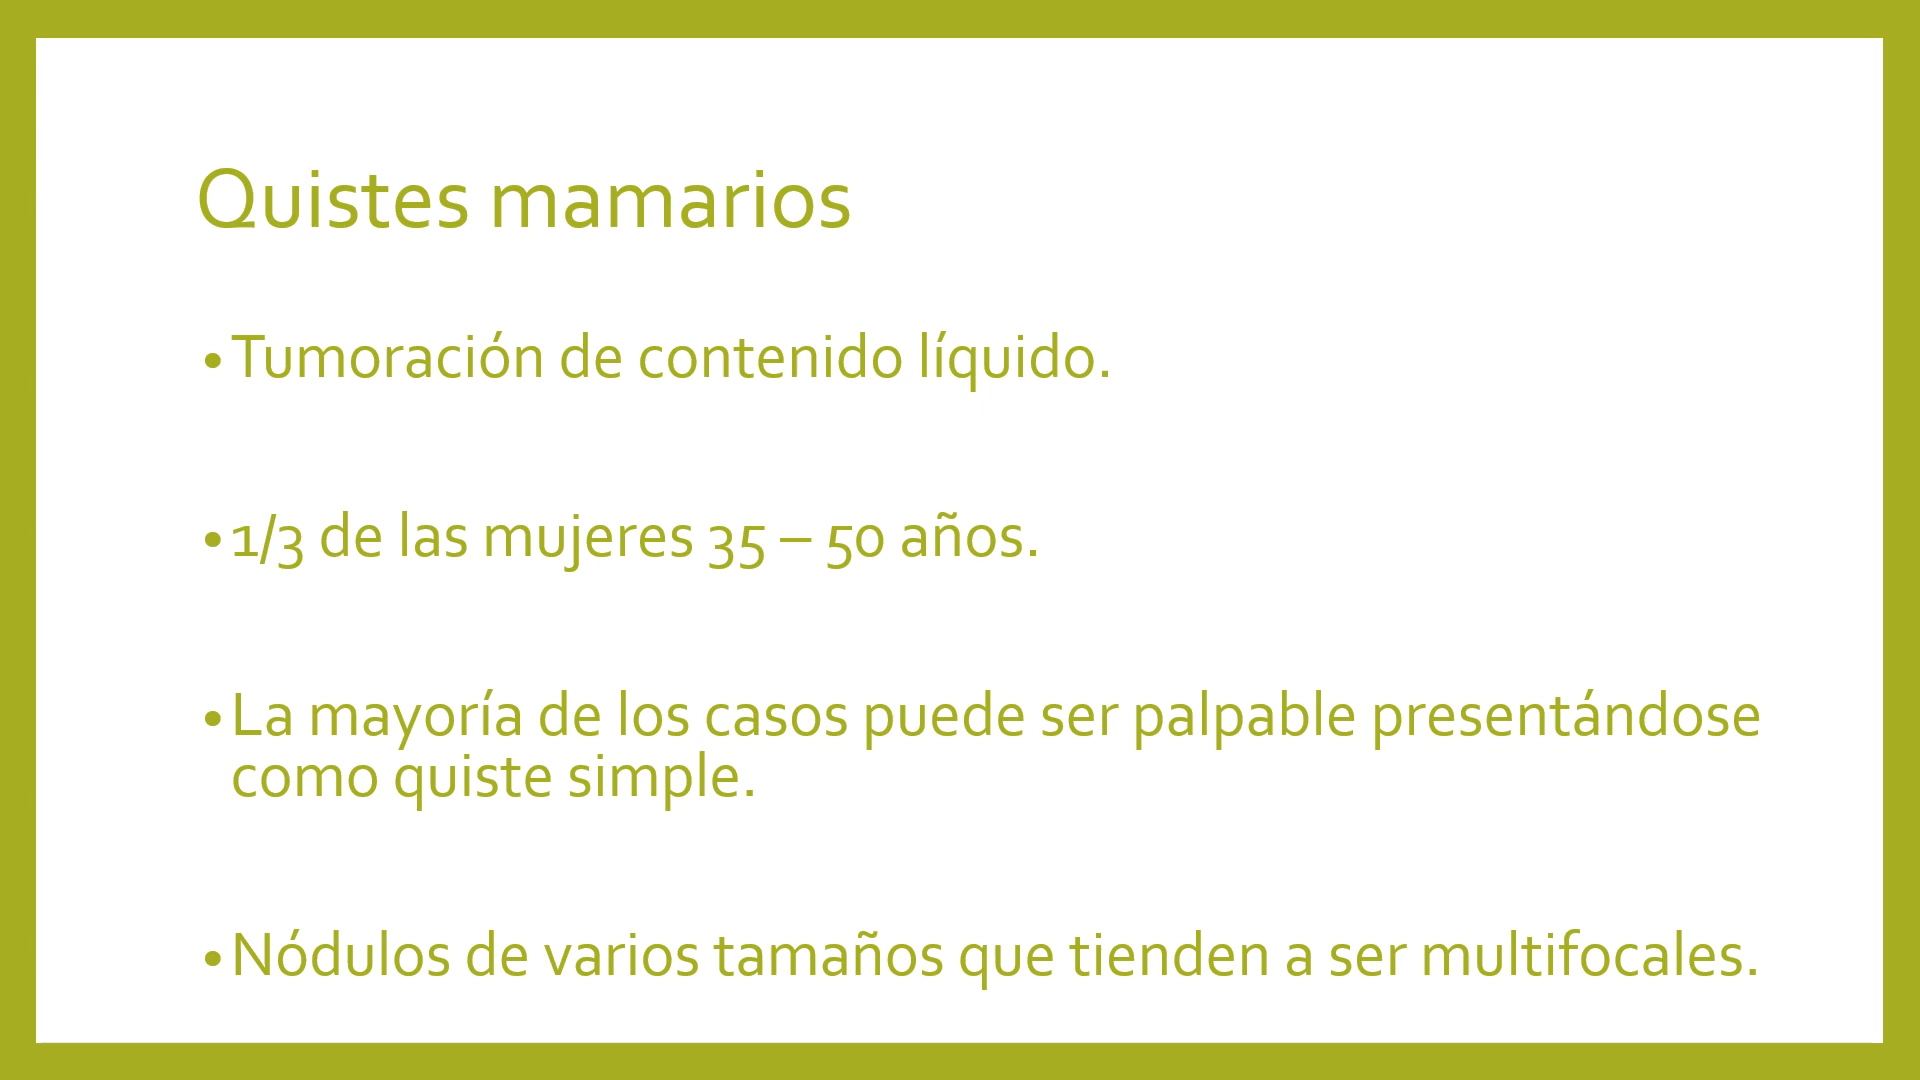 Quistes mamarios
•Tumoración de contenido líquido.
•1/3 de las mujeres 35 – 50 años.
•La mayoría de los casos puede ser palpable presentándose
como quiste simple.
•Nódulos de varios tamaños que tienden a ser multifocales.